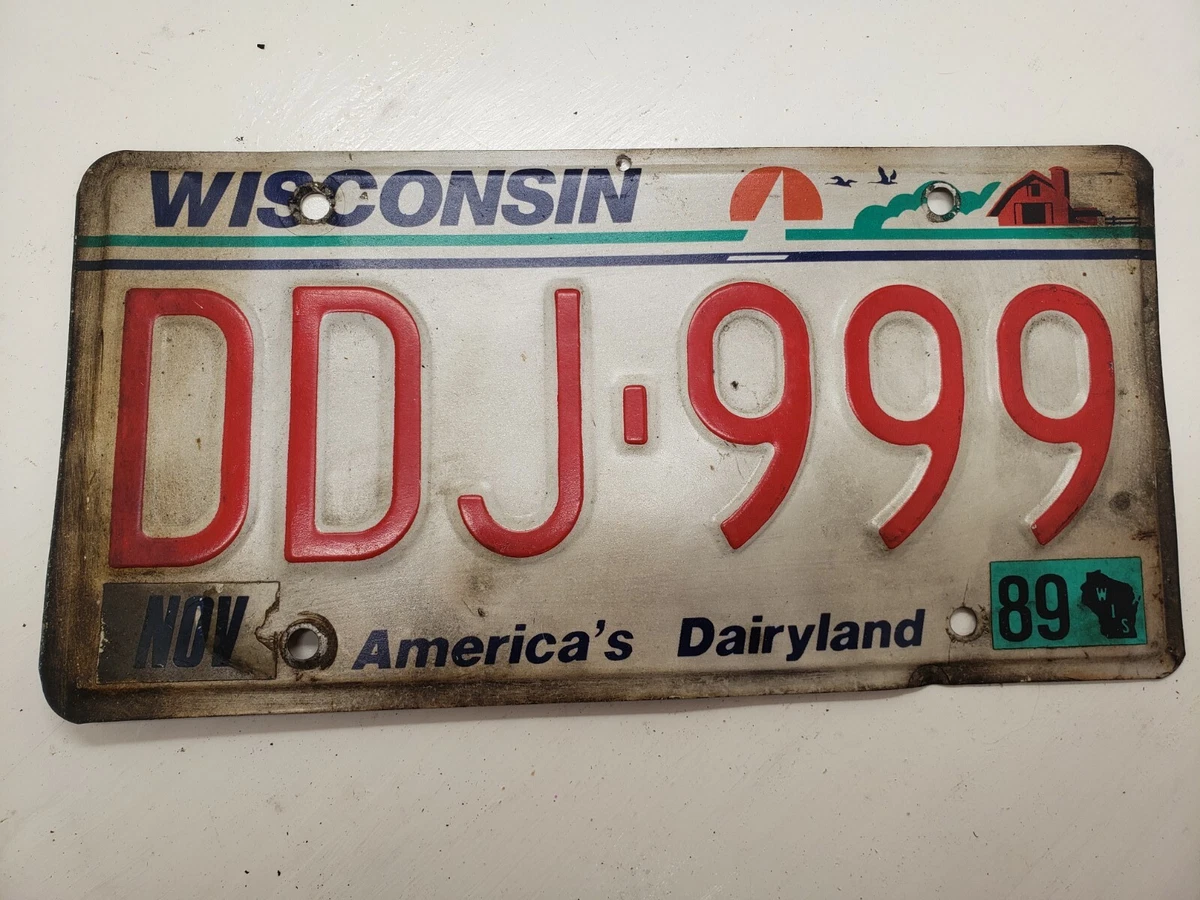 WISCONSIN
DDJ-999
NOV America's Dairyland 89 WIS